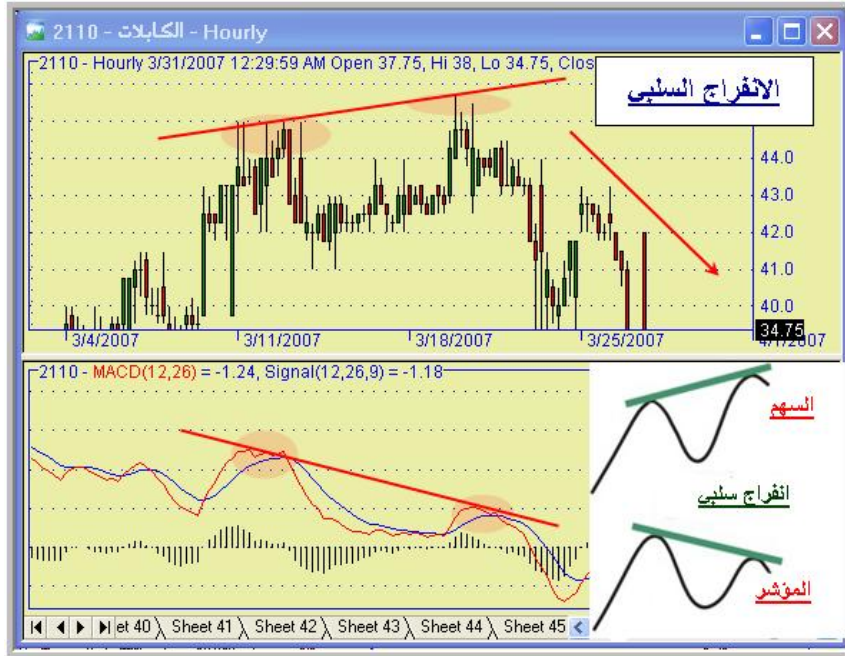 2110 - الكابلات - Hourly
2110 - Hourly 3/31/2007 12:29:59 AM Open 37.75, Hi 38, Lo 34.75, Clos
الانفراج السلبي
44.0
43.0
42.0
41.0
40.0
34.75
3/4/2007
3/11/2007
3/18/2007
3/25/2007
2110 - MACD(12,26) = -1.24, Signal(12,26,9) = -1.18
السهم
انفراج سلبي
المؤشر
et 40 Sheet 41 Sheet 42 Sheet 43 Sheet 44 Sheet 45